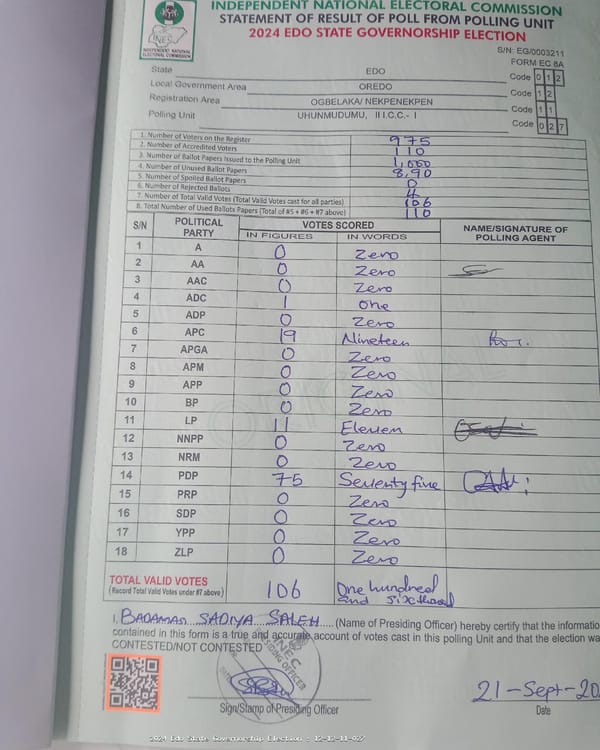 INDEPENDENT NATIONAL ELECTORAL COMMISSION
STATEMENT OF RESULT OF POLL FROM POLLING UNIT
2024 EDO STATE GOVERNORSHIP ELECTION
INEC
INDEPENDENT NATIONAL ELECTORAL COMMISSION
S/N: EG/0003211
FORM EC 8A
State EDO Code 0 1 2
Local Government Area OREDO Code 1 2
Registration Area OGBELAKA/ NEKPENEKPEN Code 1 1
Polling Unit UHUNMUDUMU, II I.C.C.- I Code 0 2 7
1. Number of Voters on the Register 975
2. Number of Accredited Voters 110
3. Number of Ballot Papers Issued to the Polling Unit 1,000
4. Number of Unused Ballot Papers 8,90
5. Number of Spoiled Ballot Papers 0
6. Number of Rejected Ballots 4
7. Number of Total Valid Votes (Total Valid Votes cast for all parties) 106
8. Total Number of Used Ballots Papers (Total of #5 + #6 + #7 above) 110
S/N POLITICAL PARTY VOTES SCORED NAME/SIGNATURE OF POLLING AGENT
IN FIGURES IN WORDS
1 A 0 Zero
2 AA 0 Zero
3 AAC 0 Zero
4 ADC 1 one
5 ADP 0 Zero
6 APC 19 Nineteen
7 APGA 0 Zero
8 APM 0 Zero
9 APP 0 Zero
10 BP 0 Zero
11 LP 11 Eleven
12 NNPP 0 Zero
13 NRM 0 Zero
14 PDP 75 Seventy five
15 PRP 0 Zero
16 SDP 0 Zero
17 YPP 0 Zero
18 ZLP 0 Zero
TOTAL VALID VOTES 106 One hundred
(Record Total Valid Votes under #7 above) and six
I, BADAMASI SADIYA SALEH (Name of Presiding Officer) hereby certify that the informatio
contained in this form is a true and accurate account of votes cast in this polling Unit and that the election wa
CONTESTED/NOT CONTESTED
INEC
PRESIDING OFFICER
21-Sept-20
Sign/Stamp of Presiding Officer Date
2024 Edo State Governorship Election : 12-12-11-027